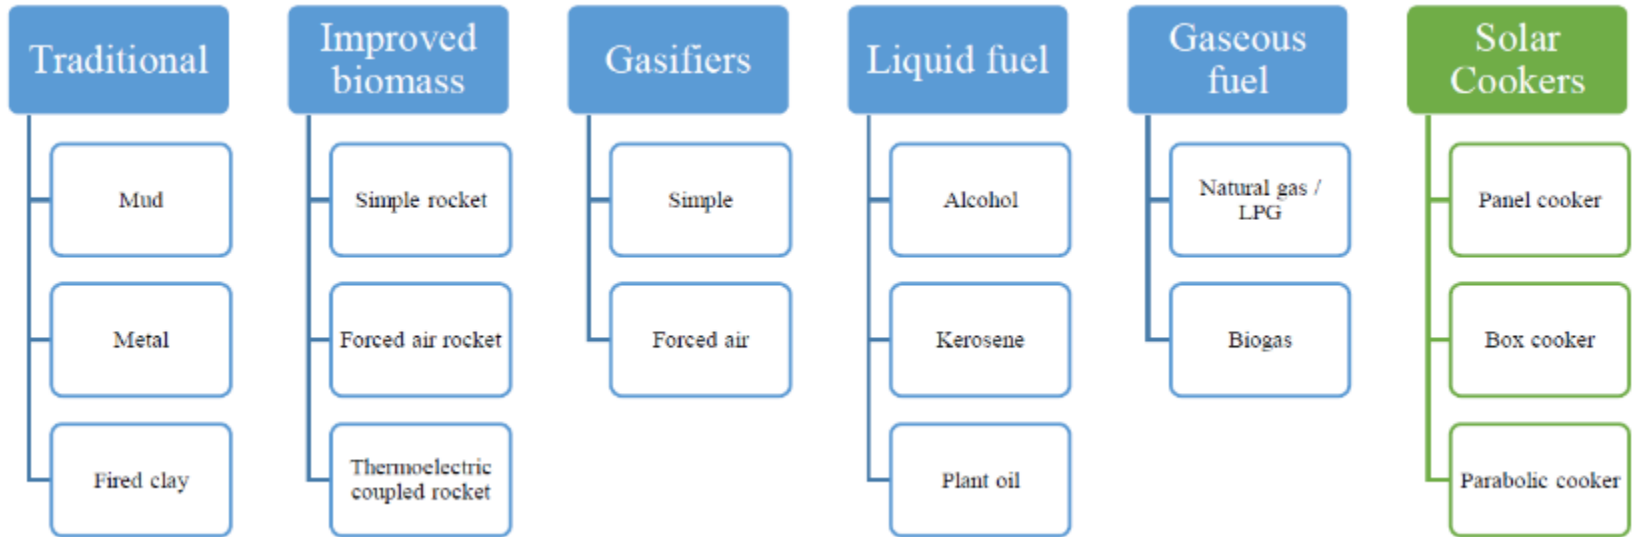 Traditional
Mud
Metal
Fired clay
Improved
biomass
Simple rocket
Forced air rocket
Thermoelectric
coupled rocket
Gasifiers
Simple
Forced air
Liquid fuel
Alcohol
Kerosene
Plant oil
Gaseous
fuel
Natural gas /
LPG
Biogas
Solar
Cookers
Panel cooker
Box cooker
Parabolic cooker